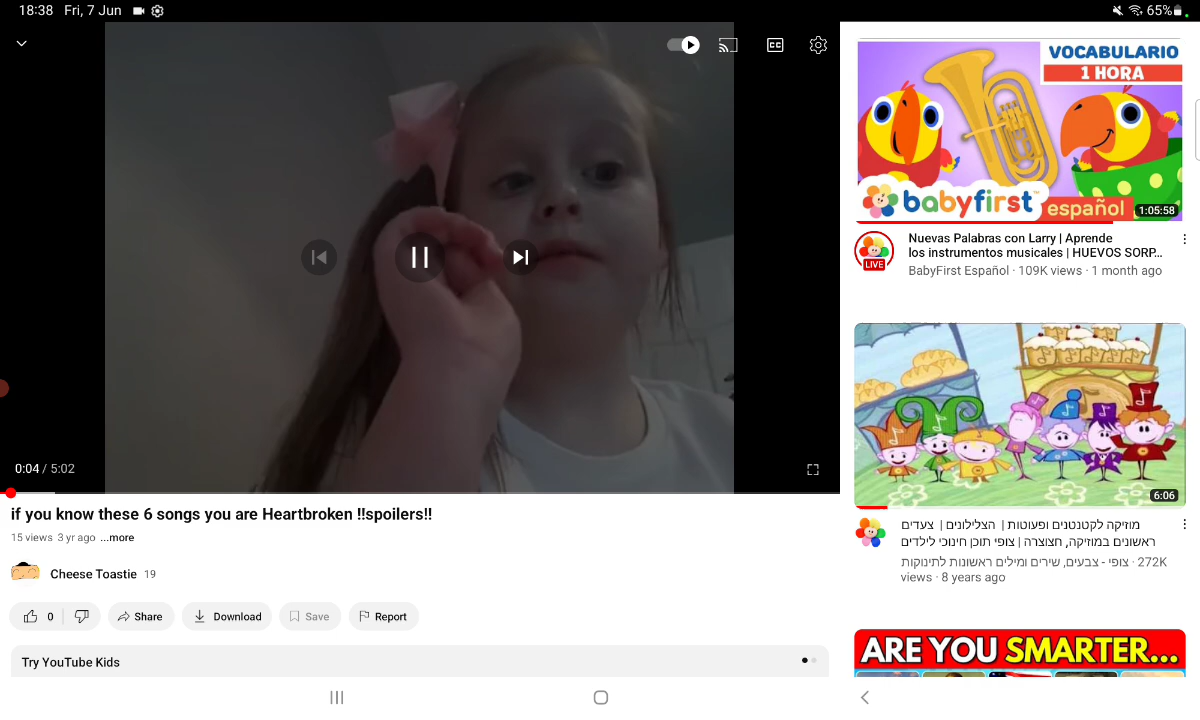 18:38 Fri, 7 Jun
65%
CC
0:04 / 5:02
if you know these 6 songs you are Heartbroken !!spoilers!!
15 views 3 yr ago ...more
Cheese Toastie 19
0 Share Download Save Report
Try YouTube Kids
VOCABULARIO
1 HORA
babyfirst™
español
1:05:58
LIVE
Nuevas Palabras con Larry | Aprende
los instrumentos musicales | HUEVOS SORP...
BabyFirst Español · 109K views · 1 month ago
6:06
מוזיקה לקטנטנים ופעוטות | הצלילונים | צעדים
ראשונים במוזיקה, חצוצרה | צופי תוכן חינוכי לילדים
צופי - צבעים, שירים ומילים ראשונות לתינוקות · 272K
views · 8 years ago
ARE YOU SMARTER...